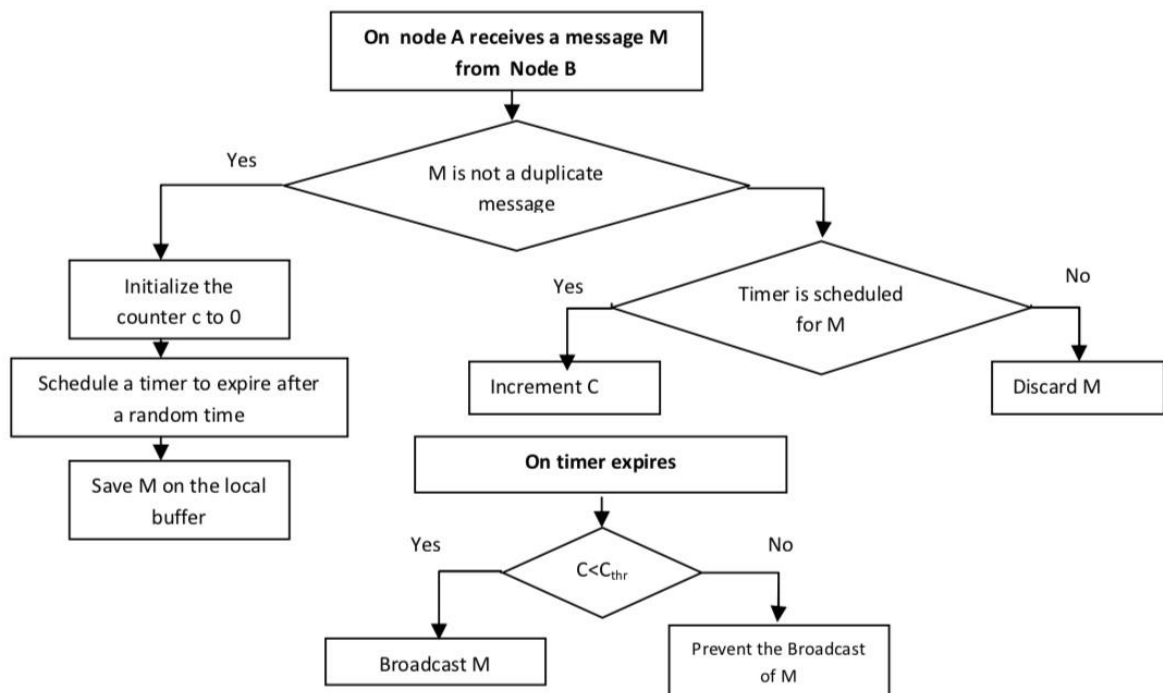 On node A receives a message M
from Node B
Yes
M is not a duplicate
message
Initialize the
counter c to 0
Yes
Timer is scheduled
for M
No
Schedule a timer to expire after
a random time
Increment C
Discard M
Save M on the local
buffer
On timer expires
Yes
C<Cthr
No
Broadcast M
Prevent the Broadcast
of M